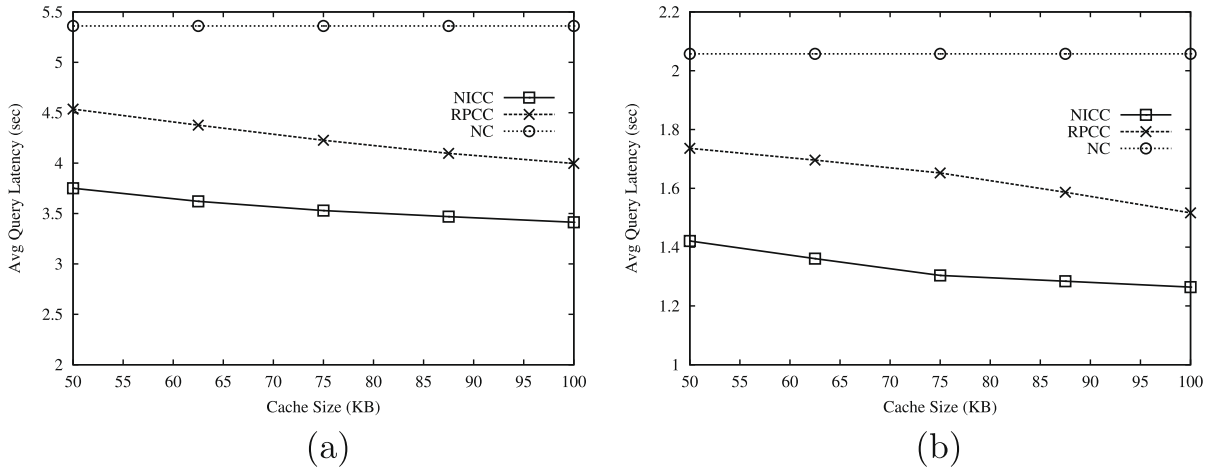 5.5
5
4.5
4
3.5
3
2.5
2
Avg Query Latency (sec)
NICC
RPCC
NC
50 55 60 65 70 75 80 85 90 95 100
Cache Size (KB)
(a)
2.2
2
1.8
1.6
1.4
1.2
1
Avg Query Latency (sec)
NICC
RPCC
NC
50 55 60 65 70 75 80 85 90 95 100
Cache Size (KB)
(b)